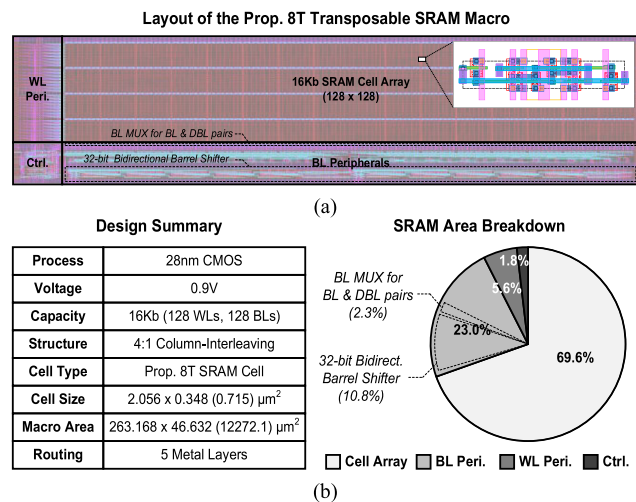 Layout of the Prop. 8T Transposable SRAM Macro
WL
Peri.
16Kb SRAM Cell Array
(128 x 128)
BL MUX for BL & DBL pairs
Ctrl.
32-bit Bidirectional Barrel Shifter
BL Peripherals
(a)
Design Summary
Process 28nm CMOS
Voltage 0.9V
Capacity 16Kb (128 WLs, 128 BLs)
Structure 4:1 Column-Interleaving
Cell Type Prop. 8T SRAM Cell
Cell Size 2.056 x 0.348 (0.715) µm²
Macro Area 263.168 x 46.632 (12272.1) µm²
Routing 5 Metal Layers
SRAM Area Breakdown
1.8%
5.6%
BL MUX for
BL & DBL pairs
(2.3%)
23.0%
69.6%
32-bit Bidirect.
Barrel Shifter
(10.8%)
Cell Array BL Peri. WL Peri. Ctrl.
(b)